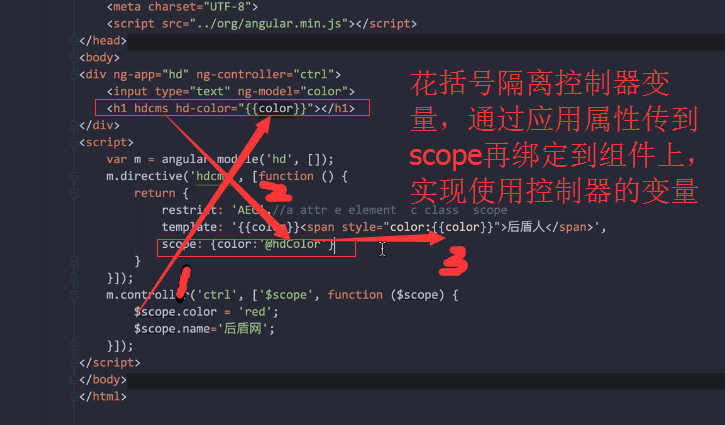 <meta charset="UTF-8">
<script src="../org/angular.min.js"></script>
</head>
<body>
<div ng-app="hd" ng-controller="ctrl">
<input type="text" ng-model="color">
<h1 hdcms hd-color="{{color}}"></h1>
</div>
<script>
var m = angular.module('hd', []);
m.directive('hdcms', [function () {
return {
restrict: 'AEC',//a attr e element c class scope
template: '{{color}}<span style="color:{{color}}">后盾人</span>',
scope: {color:'@hdColor'}
}
}]);
m.controller('ctrl', ['$scope', function ($scope) {
$scope.color = 'red';
$scope.name='后盾网';
}]);
</script>
</body>
</html>
花括号隔离控制器变
量，通过应用属性传到
scope再绑定到组件上，
实现使用控制器的变量
1
2
3